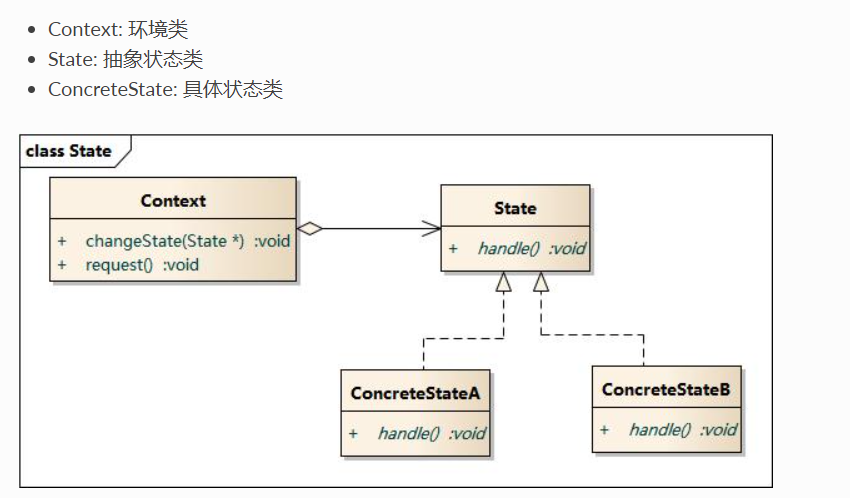 Context: 环境类
State: 抽象状态类
ConcreteState: 具体状态类
class State
Context
+ changeState(State *) :void
+ request() :void
State
+ handle() :void
ConcreteStateA
+ handle() :void
ConcreteStateB
+ handle() :void